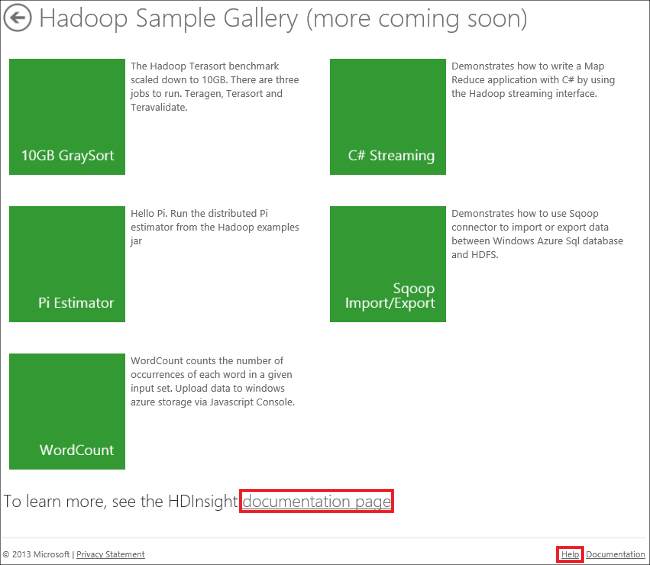 Hadoop Sample Gallery (more coming soon)
10GB GraySort
The Hadoop Terasort benchmark
scaled down to 10GB. There are three
jobs to run. Teragen, Terasort and
Teravalidate.
C# Streaming
Demonstrates how to write a Map
Reduce application with C# by using
the Hadoop streaming interface.
Pi Estimator
Hello Pi. Run the distributed Pi
estimator from the Hadoop examples
jar
Sqoop
Import/Export
Demonstrates how to use Sqoop
connector to import or export data
between Windows Azure Sql database
and HDFS.
WordCount
WordCount counts the number of
occurrences of each word in a given
input set. Upload data to windows
azure storage via Javascript Console.
To learn more, see the HDInsight documentation page
© 2013 Microsoft | Privacy Statement
Help Documentation